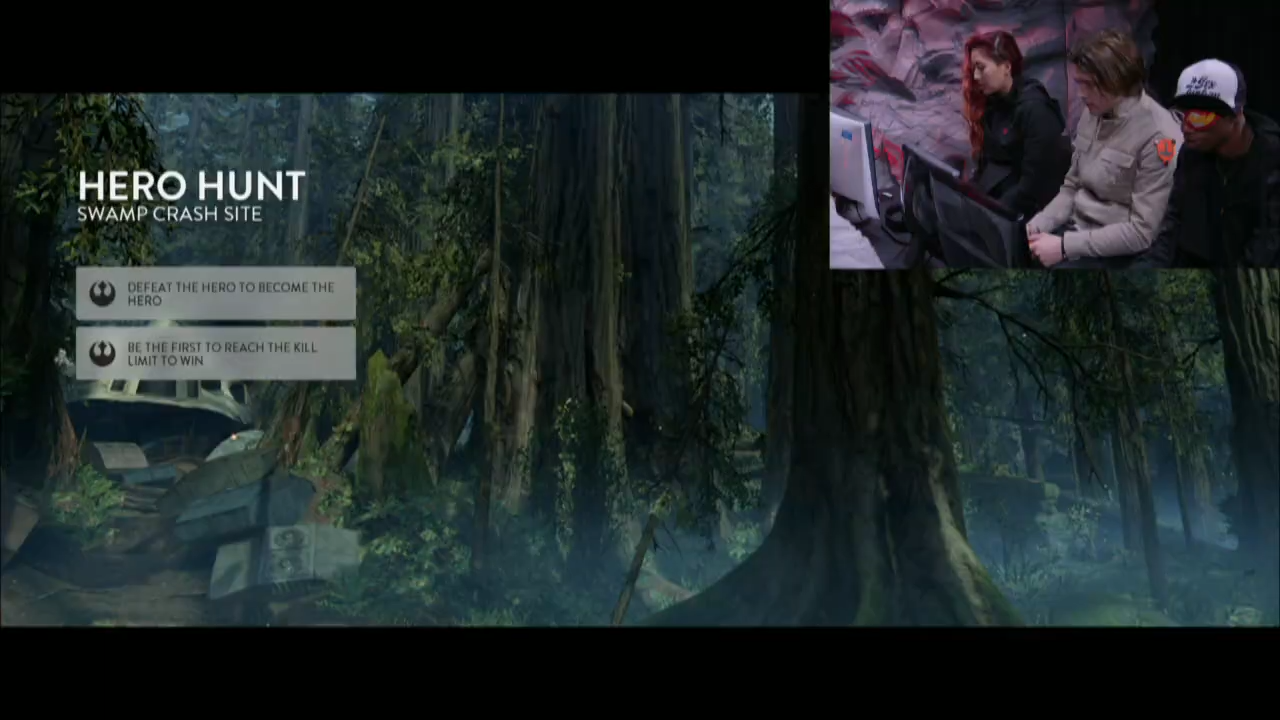 HERO HUNT
SWAMP CRASH SITE
DEFEAT THE HERO TO BECOME THE
HERO
BE THE FIRST TO REACH THE KILL
LIMIT TO WIN